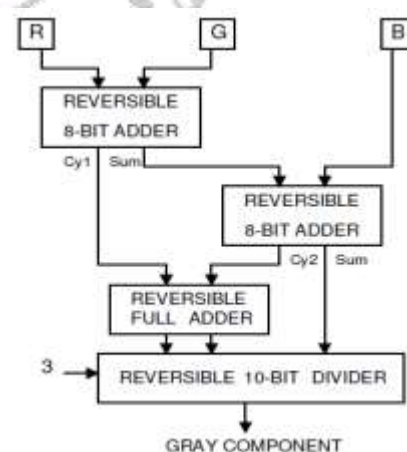 R G B
REVERSIBLE
8-BIT ADDER
Cy1 Sum
REVERSIBLE
8-BIT ADDER
Cy2 Sum
REVERSIBLE
FULL ADDER
3
REVERSIBLE 10-BIT DIVIDER
GRAY COMPONENT